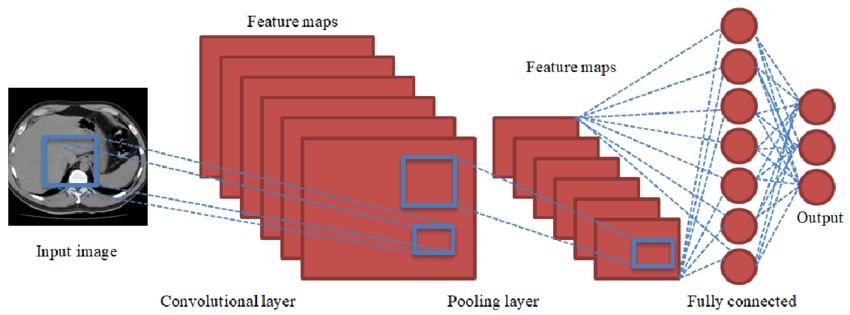 Feature maps
Feature maps
Output
Input image
Convolutional layer
Pooling layer
Fully connected